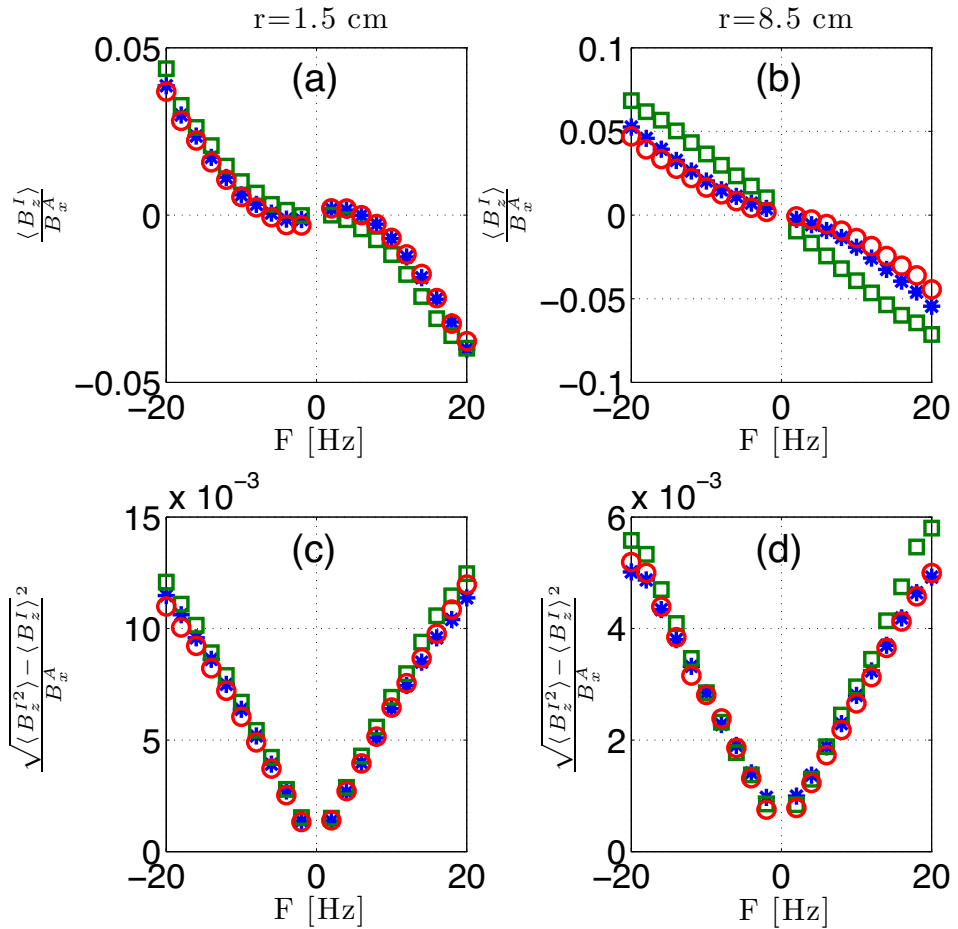 r=1.5 cm
r=8.5 cm
(a)
0.05
0
−0.05
−20
0
20
F [Hz]
⟨B_z^I⟩
B_x^A
(b)
0.1
0.05
0
−0.05
−0.1
−20
0
20
F [Hz]
⟨B_z^I⟩
B_x^A
x 10^−3
(c)
15
10
5
0
−20
0
20
F [Hz]
√⟨B_z^I²⟩−⟨B_z^I⟩²
B_x^A
x 10^−3
(d)
6
4
2
0
−20
0
20
F [Hz]
√⟨B_z^I²⟩−⟨B_z^I⟩²
B_x^A